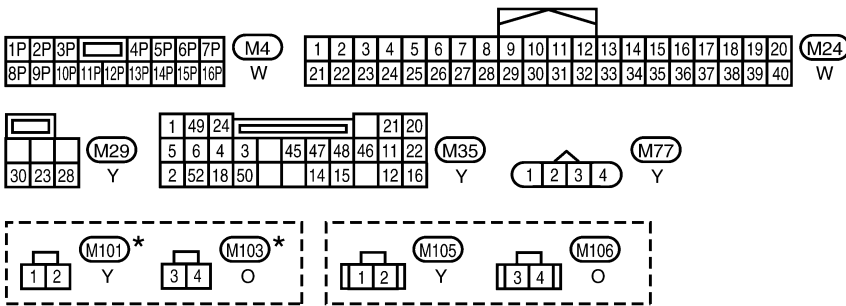 1P 2P 3P 4P 5P 6P 7P M4 1 2 3 4 5 6 7 8 9 10 11 12 13 14 15 16 17 18 19 20 M24
8P 9P 10P 11P 12P 13P 14P 15P 16P W 21 22 23 24 25 26 27 28 29 30 31 32 33 34 35 36 37 38 39 40 W
1 49 24 21 20
M29 5 6 4 3 45 47 48 46 11 22 M35 M77
30 23 28 Y 2 52 18 50 14 15 12 16 Y 1 2 3 4 Y
M101 * M103 * M105 M106
1 2 Y 3 4 O 1 2 Y 3 4 O